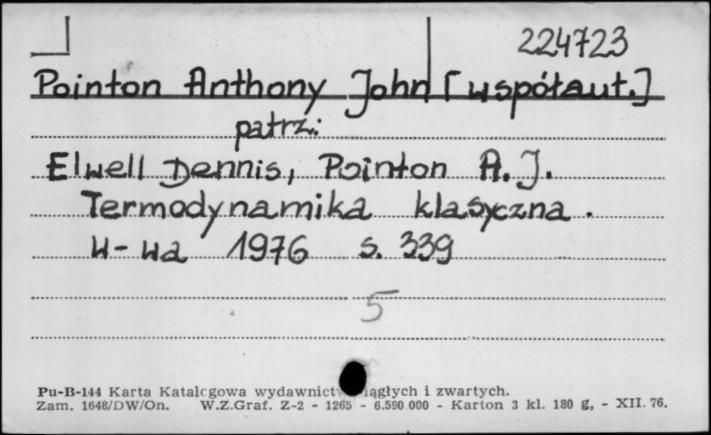 224723
Pointon Anthony John [współaut.]
patrz:
Elwell Dennis, Pointon A. J.
Termodynamika klasyczna.
W-wa 1976 s. 339
5
Pu-B-144 Karta Katalogowa wydawnictw ciągłych i zwartych.
Zam. 1648/DW/On. W.Z.Graf. Z-2 - 1265 - 6.590 000 - Karton 3 kl. 180 g, - XII. 76.